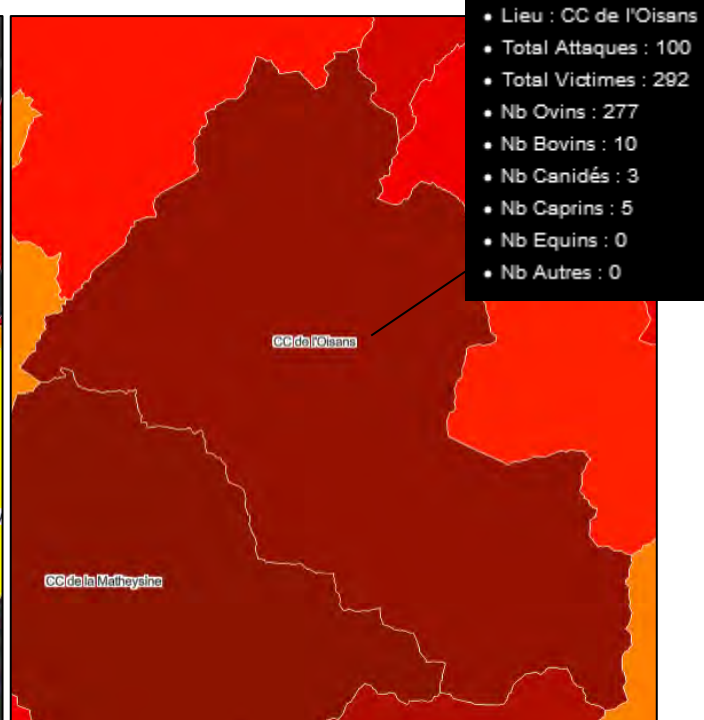 • Lieu : CC de l'Oisans
• Total Attaques : 100
• Total Victimes : 292
• Nb Ovins : 277
• Nb Bovins : 10
• Nb Canidés : 3
• Nb Caprins : 5
• Nb Equins : 0
• Nb Autres : 0
CC de l'Oisans
CC de la Matheysine